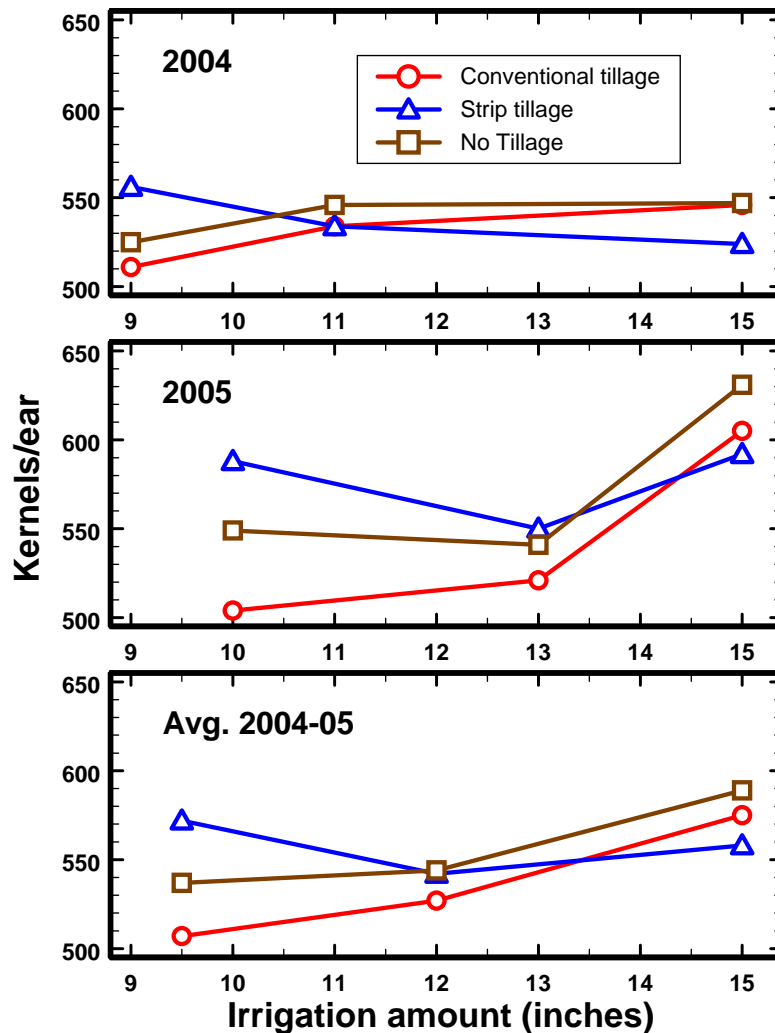 650
2004
Conventional tillage
Strip tillage
No Tillage
600
550
500
9 10 11 12 13 14 15
650
2005
600
550
500
9 10 11 12 13 14 15
Kernels/ear
650
Avg. 2004-05
600
550
500
9 10 11 12 13 14 15
Irrigation amount (inches)